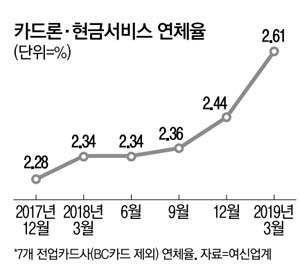 카드론·현금서비스 연체율
(단위=%)
2.28
2.34
2.34
2.36
2.44
2.61
2017년 2018년 6월 9월 12월 2019년
12월 3월 3월
*7개 전업카드사(BC카드 제외) 연체율. 자료=여신업계